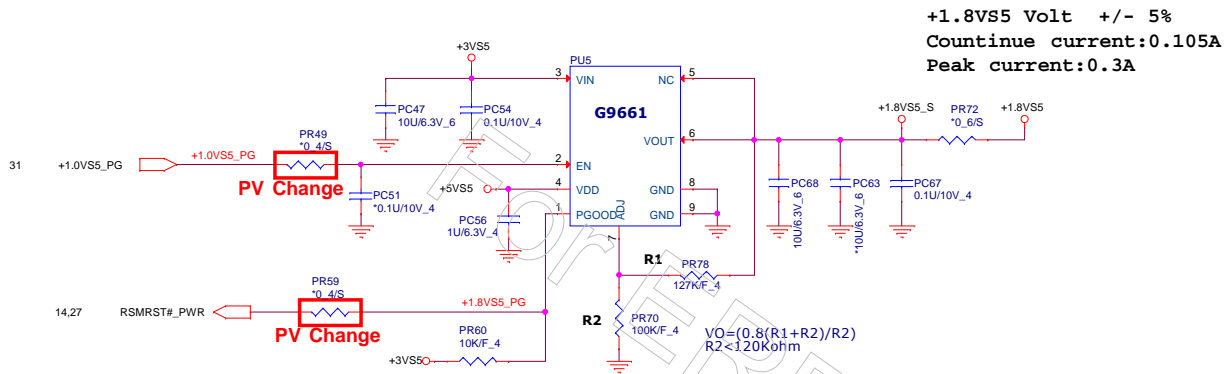 +1.8VS5 Volt +/- 5%
Countinue current:0.105A
Peak current:0.3A
+3VS5
PU5
3
VIN
NC
5
PC47
10U/6.3V_6
PC54
0.1U/10V_4
G9661
+1.8VS5_S
PR72
*0_6/S
+1.8VS5
VOUT
6
PR49
*0_4/S
31
+1.0VS5_PG
+1.0VS5_PG
2
EN
PV Change
+5VS5
4
VDD
GND
8
PC51
*0.1U/10V_4
PC56
1U/6.3V_4
1
PGOOD
ADJ
GND
9
PC68
10U/6.3V_6
PC63
*10U/6.3V_6
PC67
0.1U/10V_4
7
R1
PR78
127K/F_4
PR59
*0_4/S
14,27
RSMRST#_PWR
+1.8VS5_PG
PV Change
R2
PR70
100K/F_4
VO=(0.8(R1+R2)/R2)
R2<120Kohm
PR60
10K/F_4
+3VS5
For